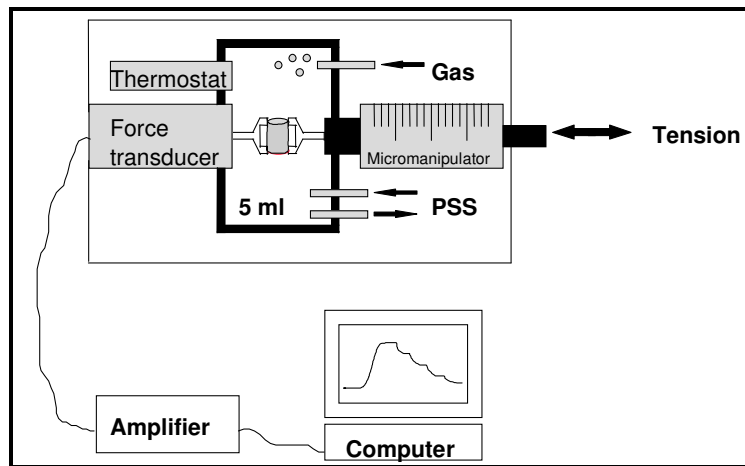 Thermostat
Gas
Force
transducer
Micromanipulator
Tension
5 ml
PSS
Amplifier
Computer